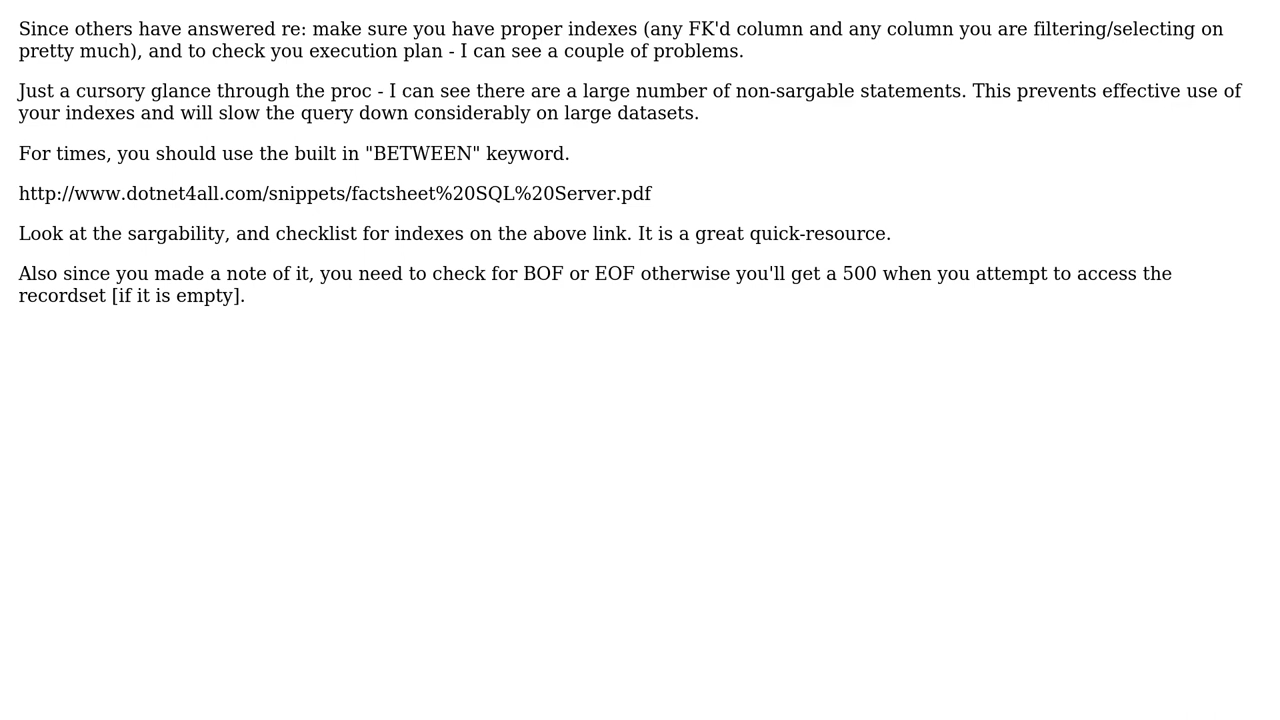 Since others have answered re: make sure you have proper indexes (any FK'd column and any column you are filtering/selecting on
pretty much), and to check you execution plan - I can see a couple of problems.
Just a cursory glance through the proc - I can see there are a large number of non-sargable statements. This prevents effective use of
your indexes and will slow the query down considerably on large datasets.
For times, you should use the built in "BETWEEN" keyword.
http://www.dotnet4all.com/snippets/factsheet%20SQL%20Server.pdf
Look at the sargability, and checklist for indexes on the above link. It is a great quick-resource.
Also since you made a note of it, you need to check for BOF or EOF otherwise you'll get a 500 when you attempt to access the
recordset [if it is empty].